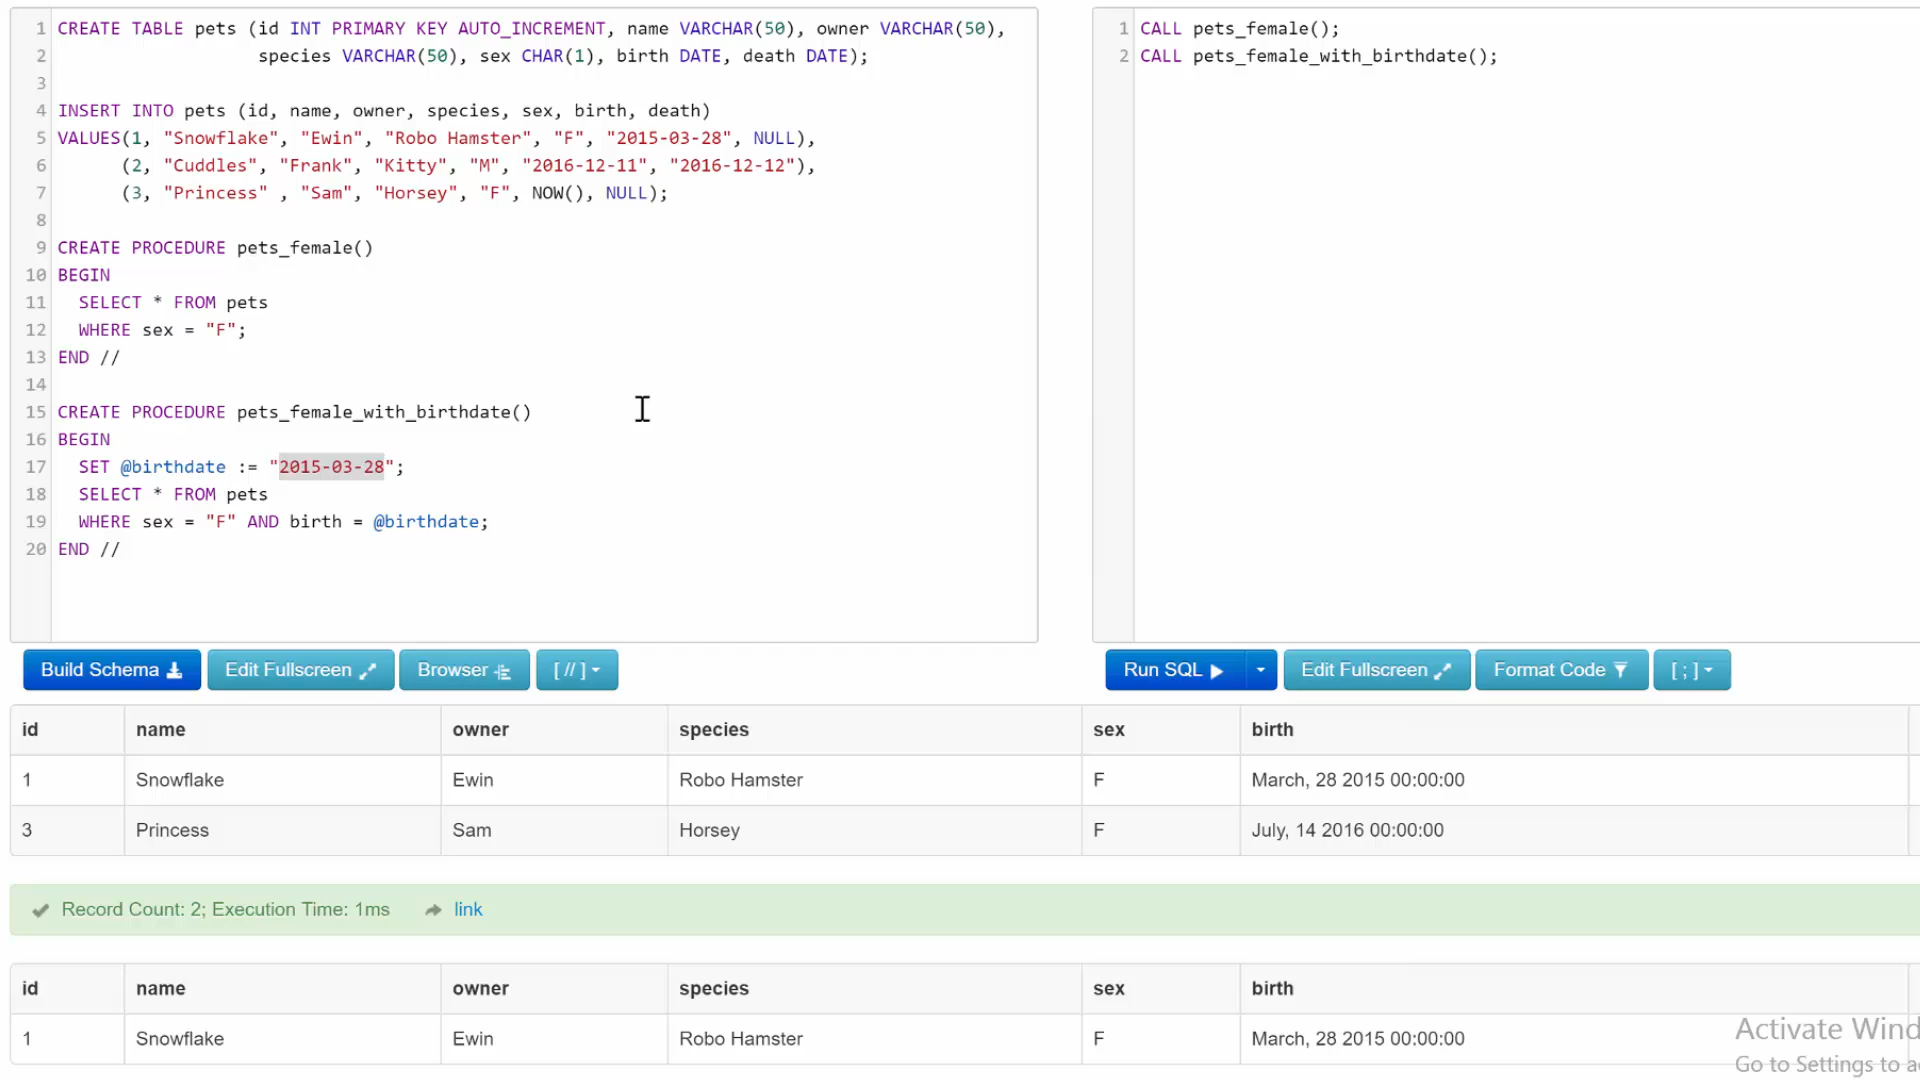 1 CREATE TABLE pets (id INT PRIMARY KEY AUTO_INCREMENT, name VARCHAR(50), owner VARCHAR(50),
2 species VARCHAR(50), sex CHAR(1), birth DATE, death DATE);
3
4 INSERT INTO pets (id, name, owner, species, sex, birth, death)
5 VALUES(1, "Snowflake", "Ewin", "Robo Hamster", "F", "2015-03-28", NULL),
6 (2, "Cuddles", "Frank", "Kitty", "M", "2016-12-11", "2016-12-12"),
7 (3, "Princess" , "Sam", "Horsey", "F", NOW(), NULL);
8
9 CREATE PROCEDURE pets_female()
10 BEGIN
11 SELECT * FROM pets
12 WHERE sex = "F";
13 END //
14
15 CREATE PROCEDURE pets_female_with_birthdate()
16 BEGIN
17 SET @birthdate := "2015-03-28";
18 SELECT * FROM pets
19 WHERE sex = "F" AND birth = @birthdate;
20 END //
1 CALL pets_female();
2 CALL pets_female_with_birthdate();
Build Schema Edit Fullscreen Browser [ // ]
Run SQL Edit Fullscreen Format Code [ ; ]
id name owner species sex birth
1 Snowflake Ewin Robo Hamster F March, 28 2015 00:00:00
3 Princess Sam Horsey F July, 14 2016 00:00:00
Record Count: 2; Execution Time: 1ms link
id name owner species sex birth
1 Snowflake Ewin Robo Hamster F March, 28 2015 00:00:00
Activate Wind
Go to Settings to a